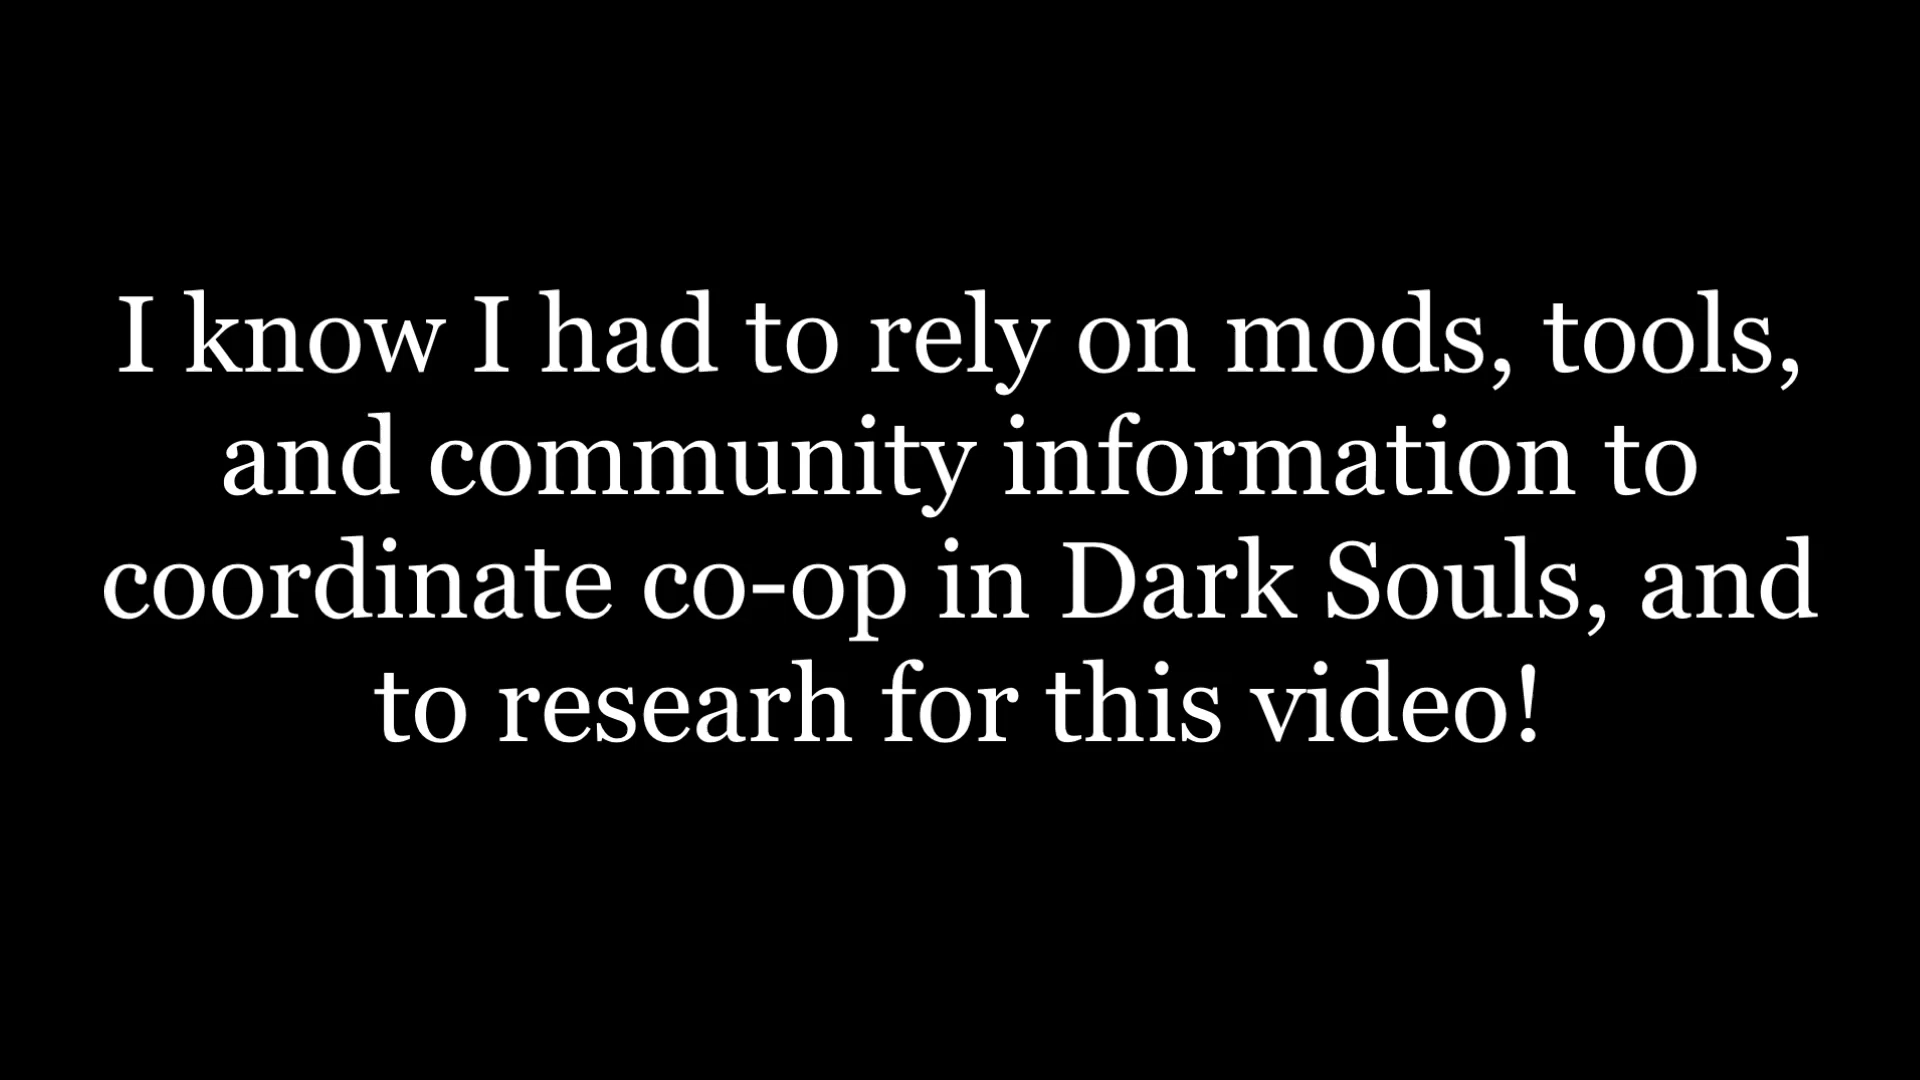 I know I had to rely on mods, tools,
and community information to
coordinate co-op in Dark Souls, and
to researh for this video!